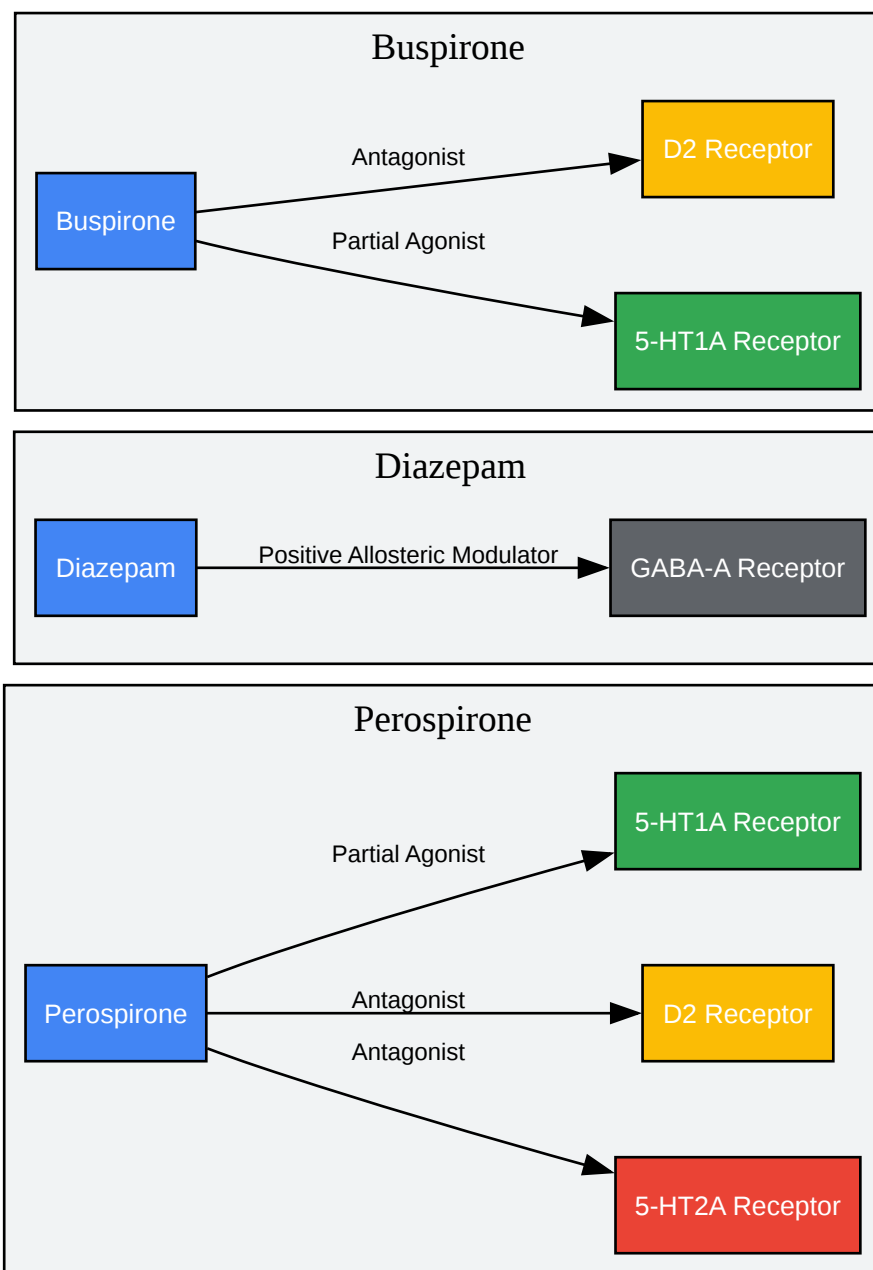 Buspirone
Antagonist
D2 Receptor
Buspirone
Partial Agonist
5-HT1A Receptor
Diazepam
Diazepam
Positive Allosteric Modulator
GABA-A Receptor
Perospirone
5-HT1A Receptor
Partial Agonist
Perospirone
Antagonist
D2 Receptor
Antagonist
5-HT2A Receptor